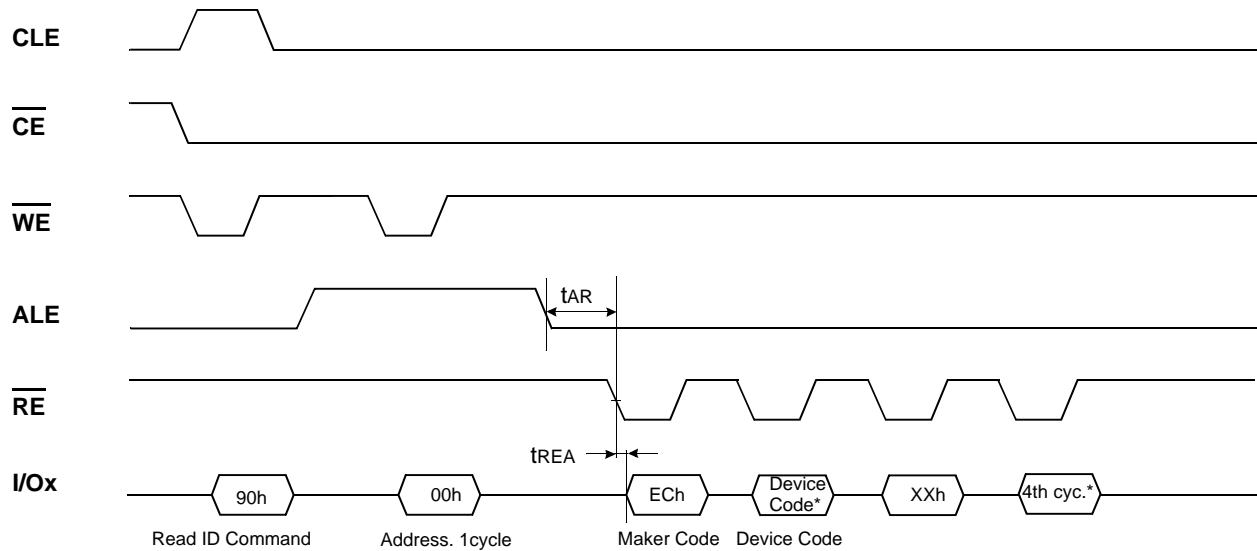 CLE
CE
WE
ALE
tAR
RE
tREA
I/Ox
90h
00h
ECh
Device
Code*
XXh
4th cyc.*
Read ID Command
Address. 1cycle
Maker Code
Device Code